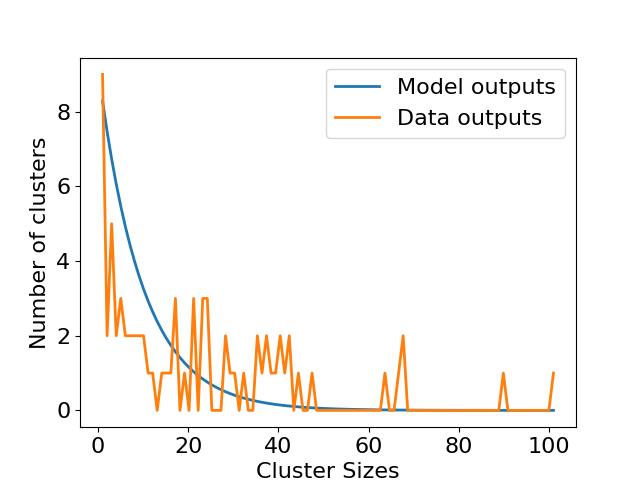 Model outputs
Data outputs
Number of clusters
8
6
4
2
0
0 20 40 60 80 100
Cluster Sizes